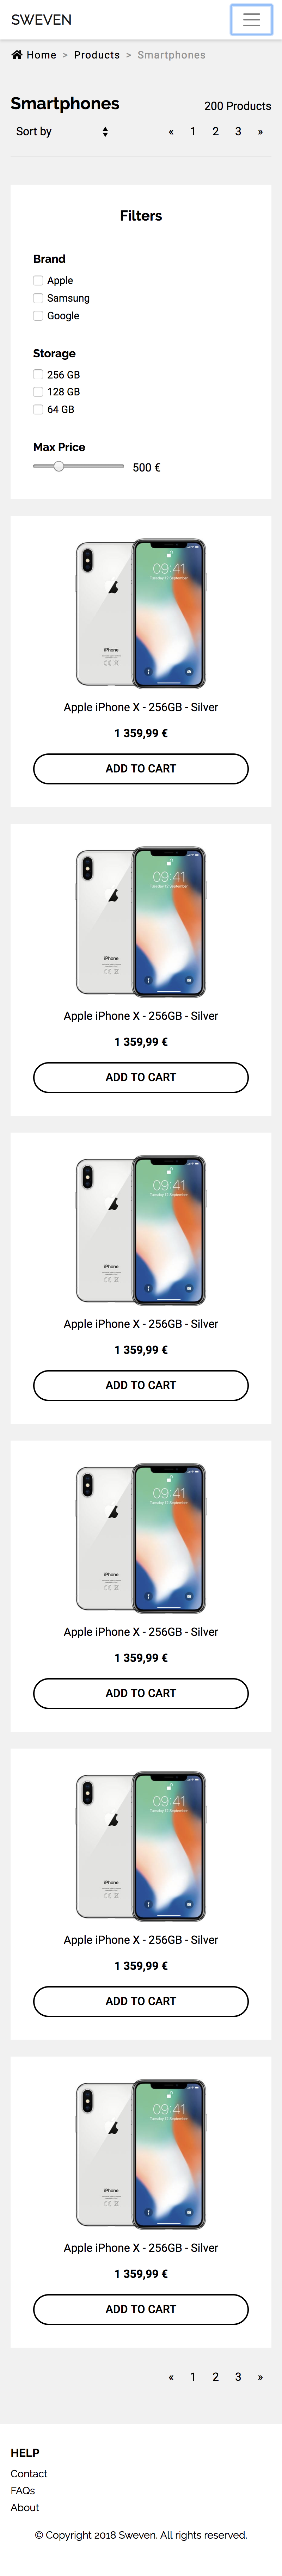 SWEVEN
Home > Products > Smartphones
Smartphones
200 Products
Sort by
« 1 2 3 »
Filters
Brand
Apple
Samsung
Google
Storage
256 GB
128 GB
64 GB
Max Price
500 €
09:41
Tuesday 12 September
iPhone
Apple iPhone X - 256GB - Silver
1 359,99 €
ADD TO CART
09:41
Tuesday 12 September
iPhone
Apple iPhone X - 256GB - Silver
1 359,99 €
ADD TO CART
09:41
Tuesday 12 September
iPhone
Apple iPhone X - 256GB - Silver
1 359,99 €
ADD TO CART
09:41
Tuesday 12 September
iPhone
Apple iPhone X - 256GB - Silver
1 359,99 €
ADD TO CART
09:41
Tuesday 12 September
iPhone
Apple iPhone X - 256GB - Silver
1 359,99 €
ADD TO CART
09:41
Tuesday 12 September
iPhone
Apple iPhone X - 256GB - Silver
1 359,99 €
ADD TO CART
« 1 2 3 »
HELP
Contact
FAQs
About
© Copyright 2018 Sweven. All rights reserved.